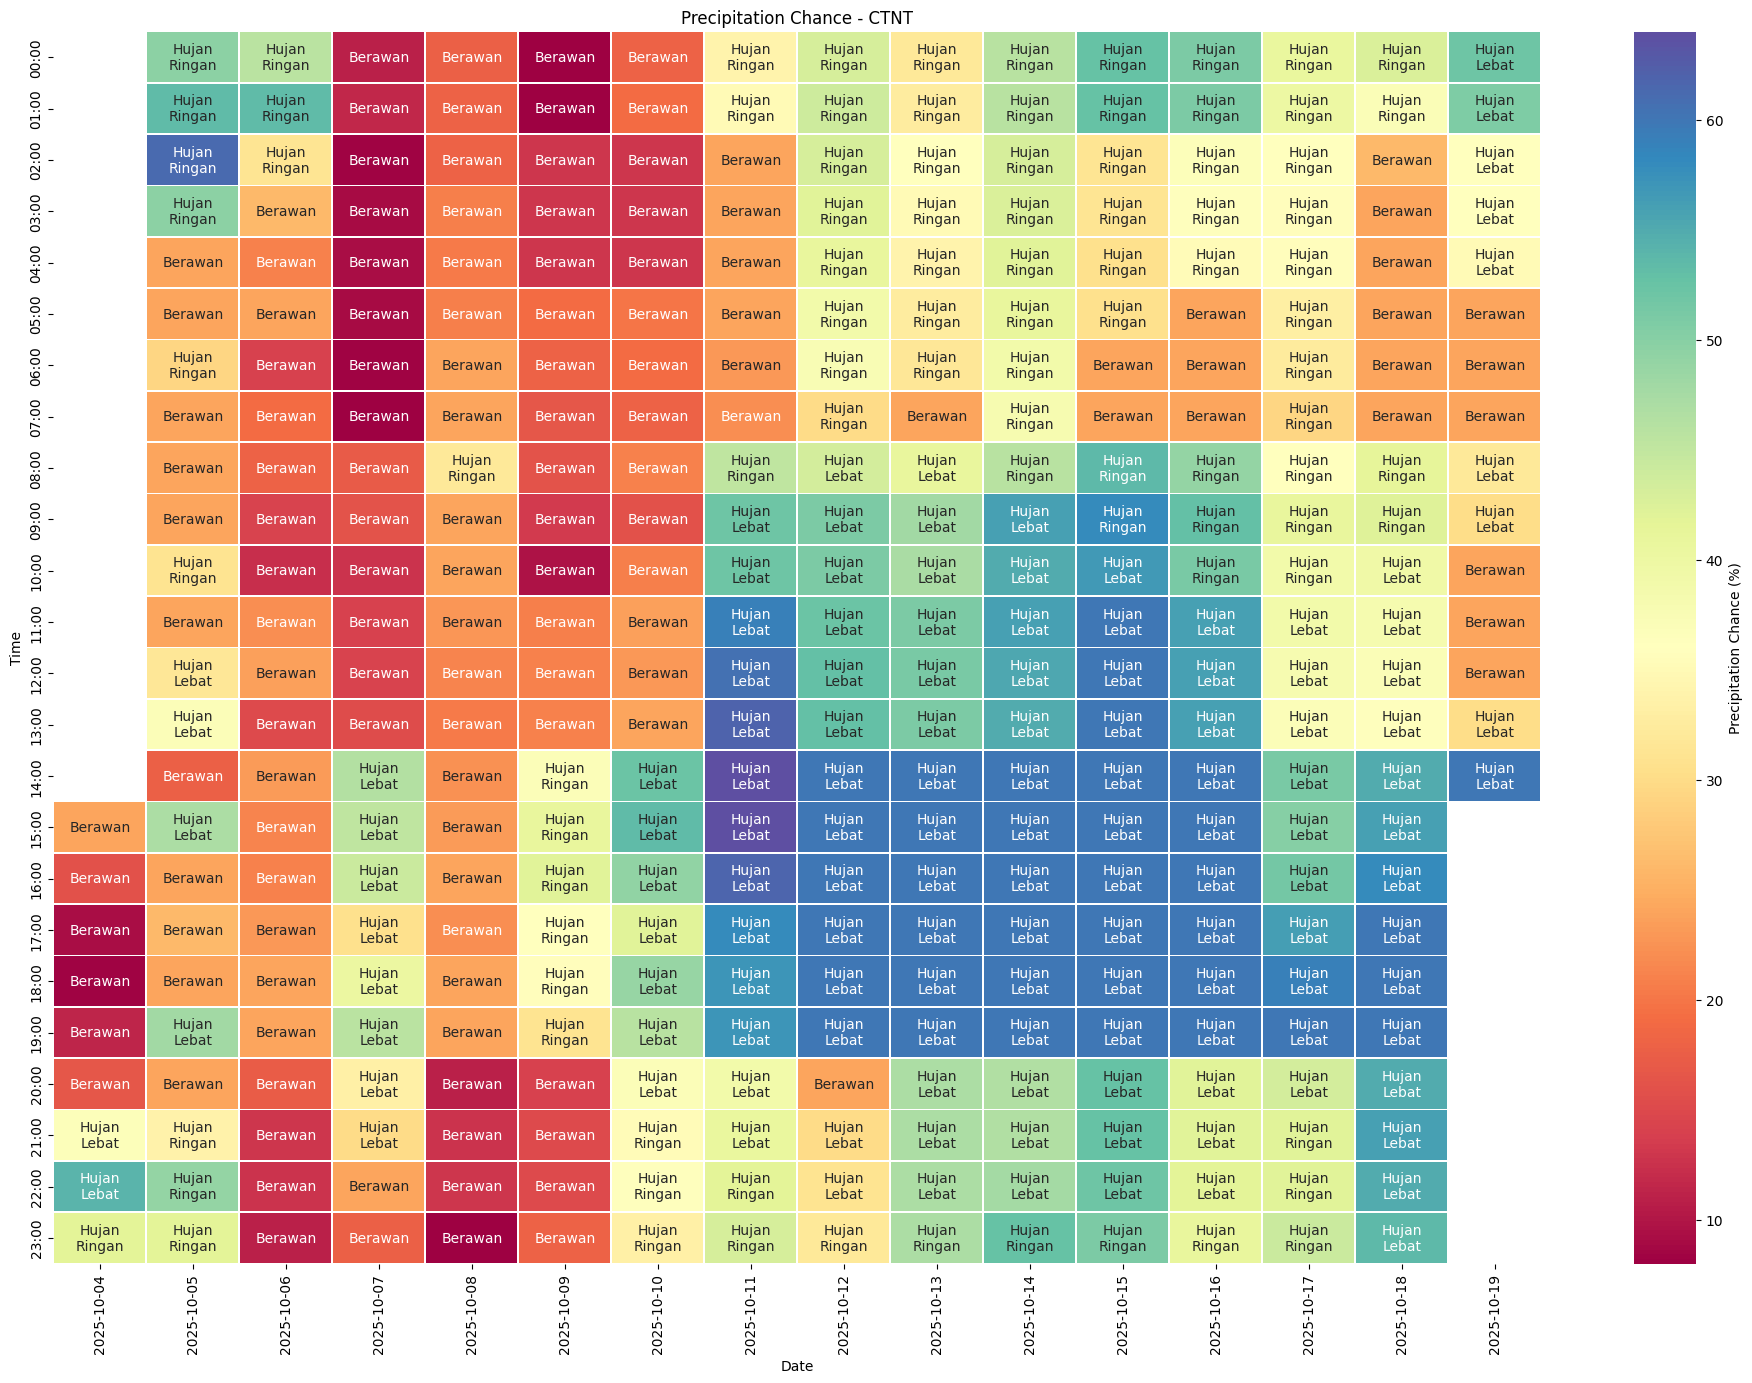 Precipitation Chance - CTNT
00:00 Hujan Ringan Hujan Ringan Berawan Berawan Berawan Berawan Hujan Ringan Hujan Ringan Hujan Ringan Hujan Ringan Hujan Ringan Hujan Ringan Hujan Ringan Hujan Ringan Hujan Lebat
01:00 Hujan Ringan Hujan Ringan Berawan Berawan Berawan Berawan Hujan Ringan Hujan Ringan Hujan Ringan Hujan Ringan Hujan Ringan Hujan Ringan Hujan Ringan Hujan Ringan Hujan Lebat
02:00 Hujan Ringan Hujan Ringan Berawan Berawan Berawan Berawan Berawan Hujan Ringan Hujan Ringan Hujan Ringan Hujan Ringan Hujan Ringan Hujan Ringan Berawan Hujan Lebat
03:00 Hujan Ringan Berawan Berawan Berawan Berawan Berawan Berawan Hujan Ringan Hujan Ringan Hujan Ringan Hujan Ringan Hujan Ringan Hujan Ringan Berawan Hujan Lebat
04:00 Berawan Berawan Berawan Berawan Berawan Berawan Berawan Hujan Ringan Hujan Ringan Hujan Ringan Hujan Ringan Hujan Ringan Hujan Ringan Berawan Hujan Lebat
05:00 Berawan Berawan Berawan Berawan Berawan Berawan Berawan Hujan Ringan Hujan Ringan Hujan Ringan Hujan Ringan Berawan Hujan Ringan Berawan Berawan
06:00 Hujan Ringan Berawan Berawan Berawan Berawan Berawan Berawan Hujan Ringan Hujan Ringan Hujan Ringan Berawan Berawan Hujan Ringan Berawan Berawan
07:00 Berawan Berawan Berawan Berawan Berawan Berawan Berawan Hujan Ringan Berawan Hujan Ringan Berawan Berawan Hujan Ringan Berawan Berawan
08:00 Berawan Berawan Berawan Hujan Ringan Berawan Berawan Hujan Ringan Hujan Lebat Hujan Lebat Hujan Ringan Hujan Ringan Hujan Ringan Hujan Ringan Hujan Ringan Hujan Lebat
09:00 Berawan Berawan Berawan Berawan Berawan Berawan Hujan Lebat Hujan Lebat Hujan Lebat Hujan Lebat Hujan Ringan Hujan Ringan Hujan Ringan Hujan Ringan Hujan Lebat
10:00 Hujan Ringan Berawan Berawan Berawan Berawan Berawan Hujan Lebat Hujan Lebat Hujan Lebat Hujan Lebat Hujan Lebat Hujan Ringan Hujan Ringan Hujan Lebat Berawan
11:00 Berawan Berawan Berawan Berawan Berawan Berawan Hujan Lebat Hujan Lebat Hujan Lebat Hujan Lebat Hujan Lebat Hujan Lebat Hujan Lebat Hujan Lebat Berawan
12:00 Hujan Lebat Berawan Berawan Berawan Berawan Berawan Hujan Lebat Hujan Lebat Hujan Lebat Hujan Lebat Hujan Lebat Hujan Lebat Hujan Lebat Hujan Lebat Berawan
13:00 Hujan Lebat Berawan Berawan Berawan Berawan Berawan Hujan Lebat Hujan Lebat Hujan Lebat Hujan Lebat Hujan Lebat Hujan Lebat Hujan Lebat Hujan Lebat Hujan Lebat
14:00 Berawan Berawan Hujan Lebat Berawan Hujan Ringan Hujan Lebat Hujan Lebat Hujan Lebat Hujan Lebat Hujan Lebat Hujan Lebat Hujan Lebat Hujan Lebat Hujan Lebat Hujan Lebat
15:00 Berawan Hujan Lebat Berawan Hujan Lebat Berawan Hujan Ringan Hujan Lebat Hujan Lebat Hujan Lebat Hujan Lebat Hujan Lebat Hujan Lebat Hujan Lebat Hujan Lebat Hujan Lebat
16:00 Berawan Berawan Berawan Hujan Lebat Berawan Hujan Ringan Hujan Lebat Hujan Lebat Hujan Lebat Hujan Lebat Hujan Lebat Hujan Lebat Hujan Lebat Hujan Lebat Hujan Lebat
17:00 Berawan Berawan Berawan Hujan Lebat Berawan Hujan Ringan Hujan Lebat Hujan Lebat Hujan Lebat Hujan Lebat Hujan Lebat Hujan Lebat Hujan Lebat Hujan Lebat Hujan Lebat
18:00 Berawan Berawan Berawan Hujan Lebat Berawan Hujan Ringan Hujan Lebat Hujan Lebat Hujan Lebat Hujan Lebat Hujan Lebat Hujan Lebat Hujan Lebat Hujan Lebat Hujan Lebat
19:00 Berawan Hujan Lebat Berawan Hujan Lebat Berawan Hujan Ringan Hujan Lebat Hujan Lebat Hujan Lebat Hujan Lebat Hujan Lebat Hujan Lebat Hujan Lebat Hujan Lebat Hujan Lebat
20:00 Berawan Berawan Berawan Hujan Lebat Berawan Berawan Hujan Lebat Hujan Lebat Berawan Hujan Lebat Hujan Lebat Hujan Lebat Hujan Lebat Hujan Lebat Hujan Lebat
21:00 Hujan Lebat Hujan Ringan Berawan Hujan Lebat Berawan Berawan Hujan Ringan Hujan Lebat Hujan Lebat Hujan Lebat Hujan Lebat Hujan Lebat Hujan Lebat Hujan Ringan Hujan Lebat
22:00 Hujan Lebat Hujan Ringan Berawan Berawan Berawan Berawan Hujan Ringan Hujan Ringan Hujan Lebat Hujan Lebat Hujan Lebat Hujan Lebat Hujan Lebat Hujan Ringan Hujan Lebat
23:00 Hujan Ringan Hujan Ringan Berawan Berawan Berawan Berawan Hujan Ringan Hujan Ringan Hujan Ringan Hujan Ringan Hujan Ringan Hujan Ringan Hujan Ringan Hujan Ringan Hujan Lebat
Time
2025-10-04 2025-10-05 2025-10-06 2025-10-07 2025-10-08 2025-10-09 2025-10-10 2025-10-11 2025-10-12 2025-10-13 2025-10-14 2025-10-15 2025-10-16 2025-10-17 2025-10-18 2025-10-19
Date
60
50
40
30
20
10
Precipitation Chance (%)